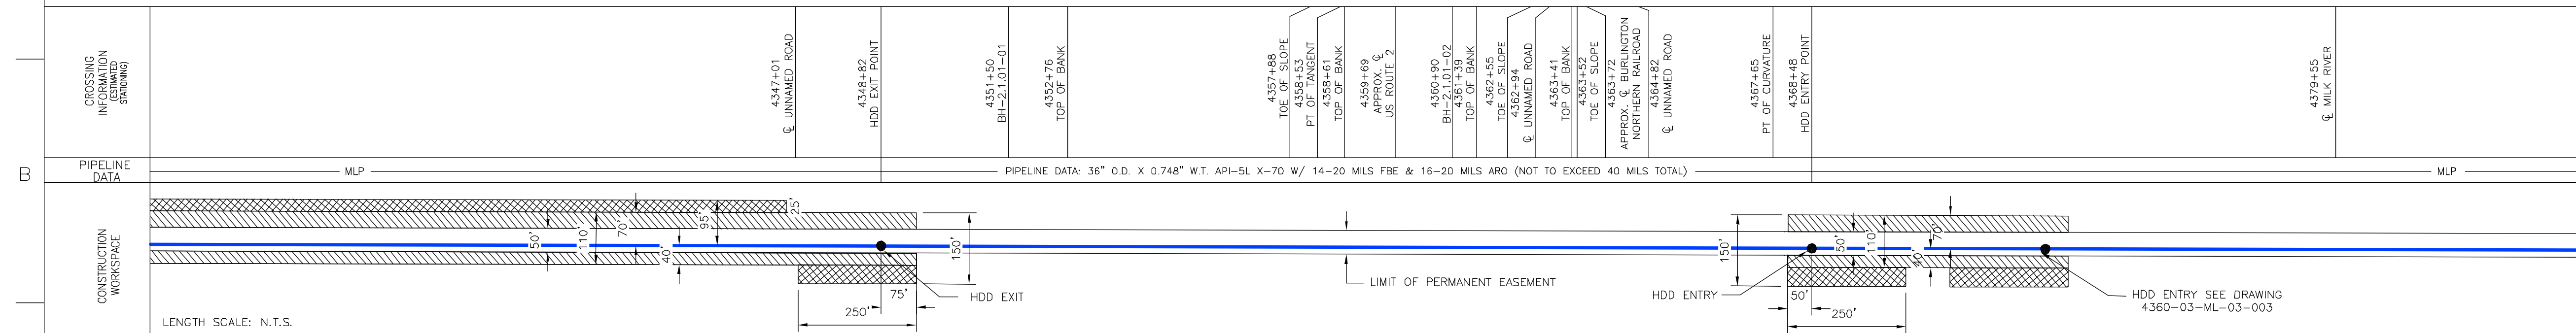 B
CROSSING
INFORMATION
(ESTIMATED
STATIONING)
4347+01
℄ UNNAMED ROAD
4348+82
HDD EXIT POINT
4351+50
BH-2.1.01-01
4352+76
TOP OF BANK
4357+88
TOE OF SLOPE
4358+53
PT OF TANGENT
4358+61
TOP OF BANK
4359+69
APPROX. ℄
US ROUTE 2
4360+90
BH-2.1.01-02
4361+39
TOP OF BANK
4362+55
TOE OF SLOPE
4362+94
℄ UNNAMED ROAD
4363+41
TOP OF BANK
4363+52
TOE OF SLOPE
4363+72
APPROX. ℄ BURLINGTON
NORTHERN RAILROAD
4364+82
℄ UNNAMED ROAD
4367+65
PT OF CURVATURE
4368+48
HDD ENTRY POINT
4379+55
℄ MILK RIVER
PIPELINE
DATA
MLP
PIPELINE DATA: 36" O.D. X 0.748" W.T. API-5L X-70 W/ 14-20 MILS FBE & 16-20 MILS ARO (NOT TO EXCEED 40 MILS TOTAL)
MLP
CONSTRUCTION
WORKSPACE
50'
110'
70'
40'
95'
25'
150'
75'
250'
HDD EXIT
LIMIT OF PERMANENT EASEMENT
150'
HDD ENTRY
50'
50'
110'
40'
70'
250'
HDD ENTRY SEE DRAWING
4360-03-ML-03-003
LENGTH SCALE: N.T.S.